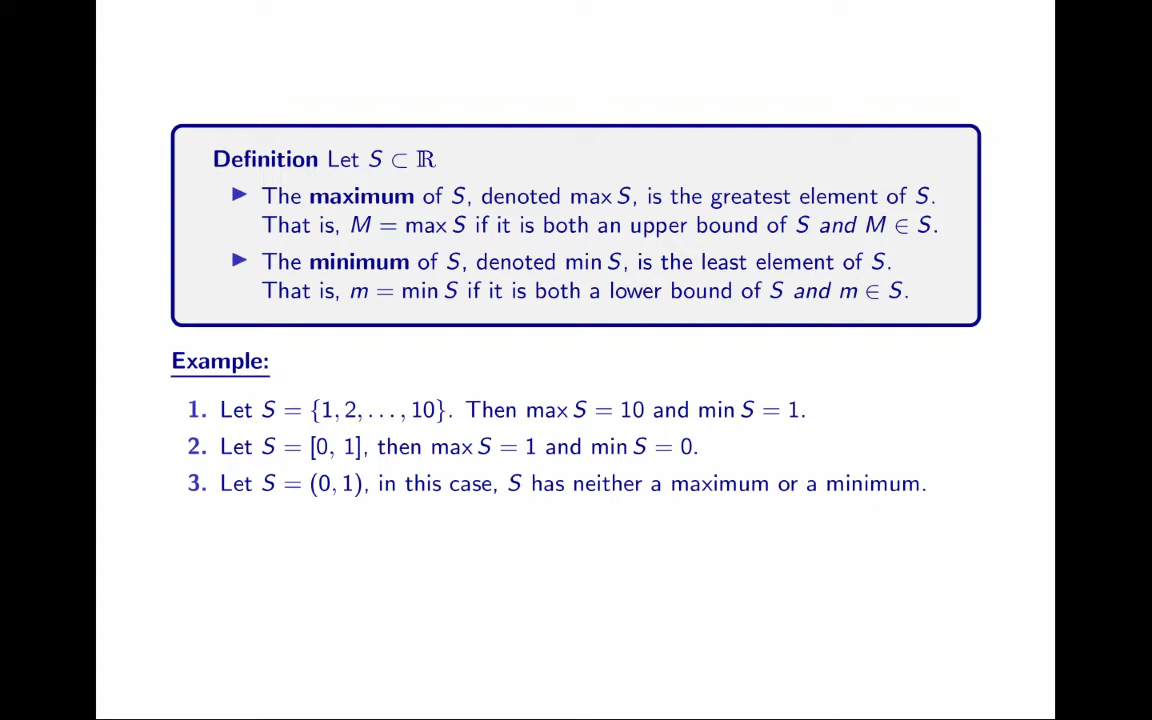 Definition Let S ⊂ ℝ
▶ The maximum of S, denoted max S, is the greatest element of S.
That is, M = max S if it is both an upper bound of S and M ∈ S.
▶ The minimum of S, denoted min S, is the least element of S.
That is, m = min S if it is both a lower bound of S and m ∈ S.
Example:
1. Let S = {1, 2, . . . , 10}. Then max S = 10 and min S = 1.
2. Let S = [0, 1], then max S = 1 and min S = 0.
3. Let S = (0, 1), in this case, S has neither a maximum or a minimum.